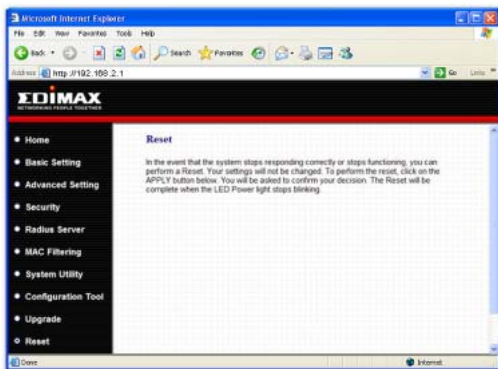 Microsoft Internet Explorer
File Edit View Favorites Tools Help
Back Search Favorites
Address http://192.168.2.1 Go Links
EDIMAX
NETWORKING PEOPLE TOGETHER
Home
Basic Setting
Advanced Setting
Security
Radius Server
MAC Filtering
System Utility
Configuration Tool
Upgrade
Reset
Reset
In the event that the system stops responding correctly or stops functioning, you can
perform a Reset. Your settings will not be changed. To perform the reset, click on the
APPLY button below. You will be asked to confirm your decision. The Reset will be
complete when the LED Power light stops blinking.
Done Internet